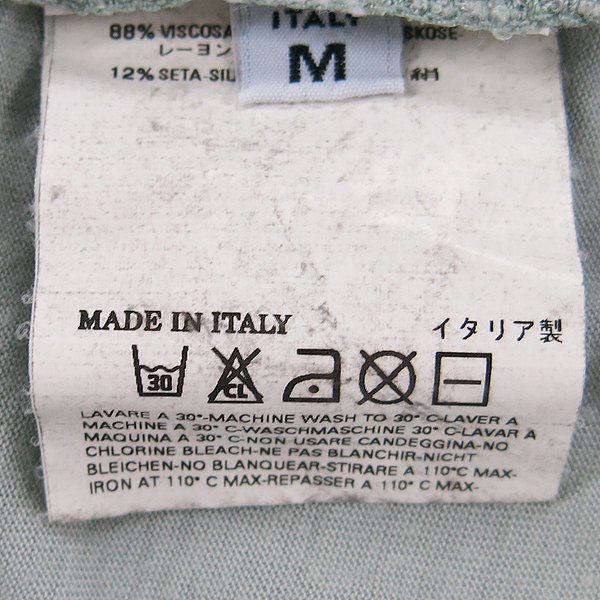 ITALY
M
88% VISCOSA SKOSE-
レーヨン
12% SETA-SIL 絹
MADE IN ITALY イタリア製
30 CL
LAVARE A 30°-MACHINE WASH TO 30° C-LAVER A
MACHINE A 30° C-WASCHMASCHINE 30° C-LAVAR A
MAQUINA A 30° C-NON USARE CANDEGGINA-NO
CHLORINE BLEACH-NE PAS BLANCHIR-NICHT
BLEICHEN-NO BLANQUEAR-STIRARE A 110°C MAX-
IRON AT 110° C MAX-REPASSER A 110° C MAX-